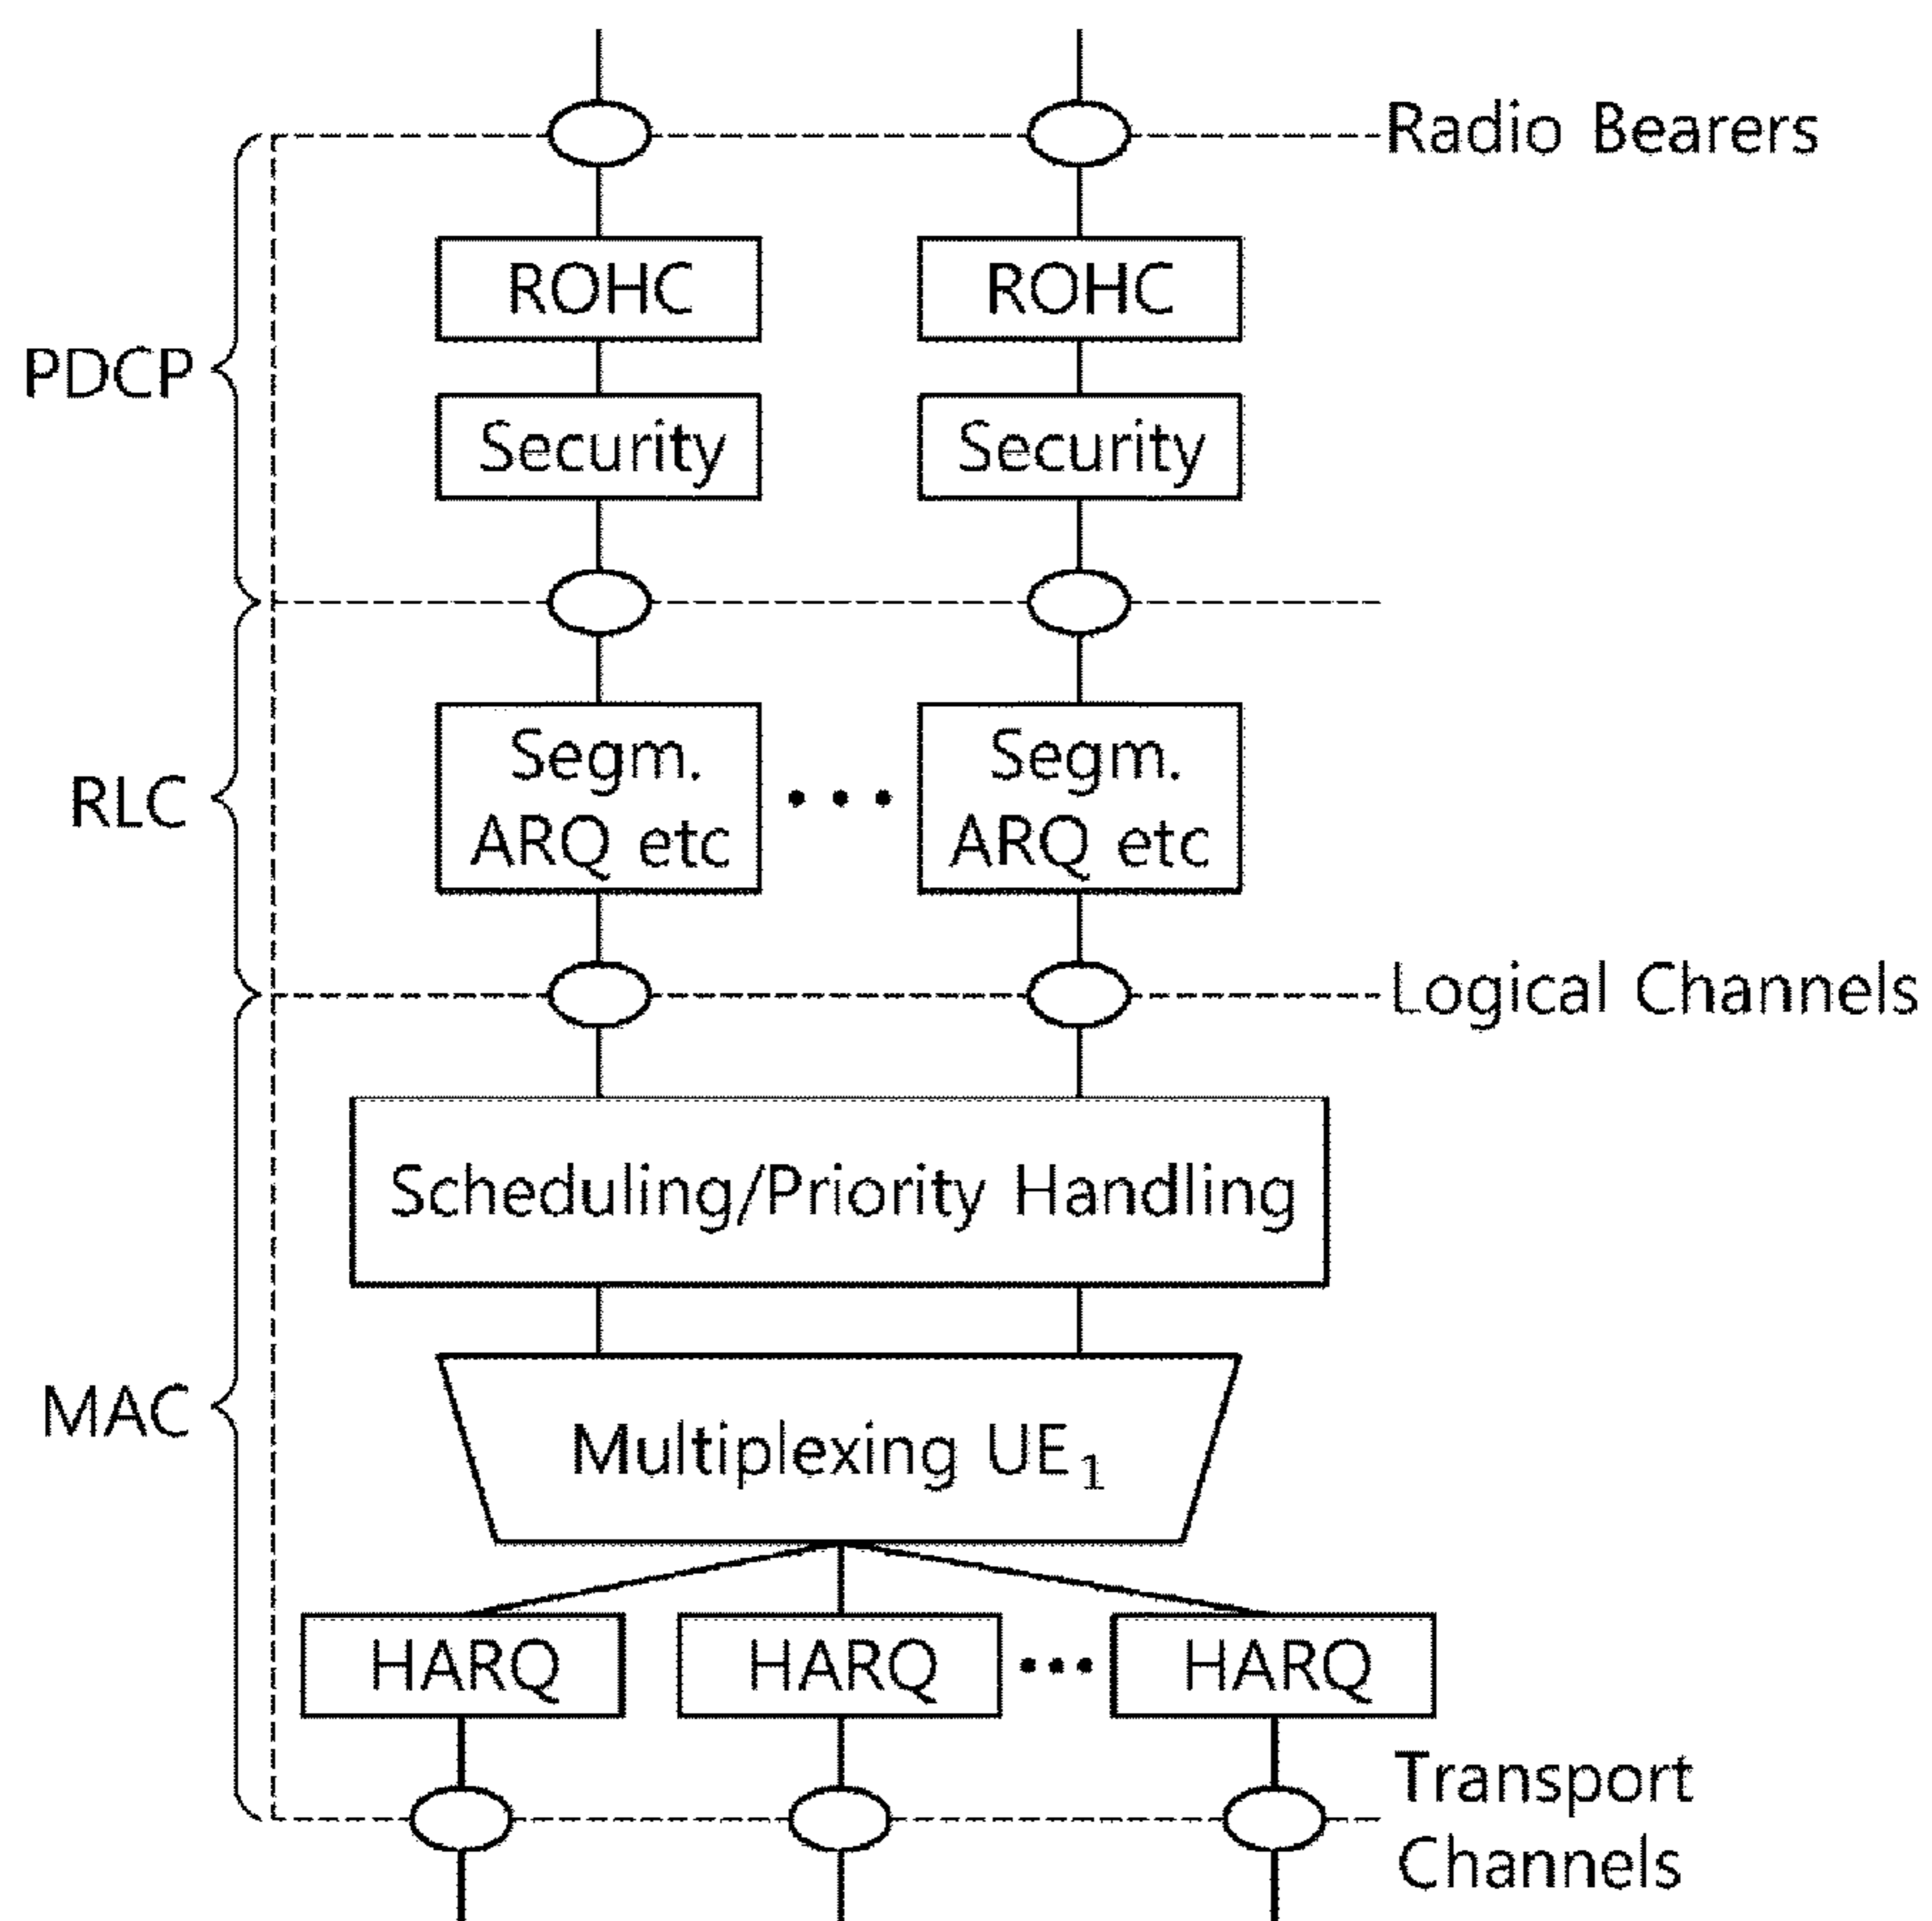 Radio Bearers
ROHC
ROHC
PDCP
Security
Security
Segm.
ARQ etc
Segm.
ARQ etc
RLC
Logical Channels
Scheduling/Priority Handling
MAC
Multiplexing UE1
HARQ
HARQ
HARQ
Transport
Channels